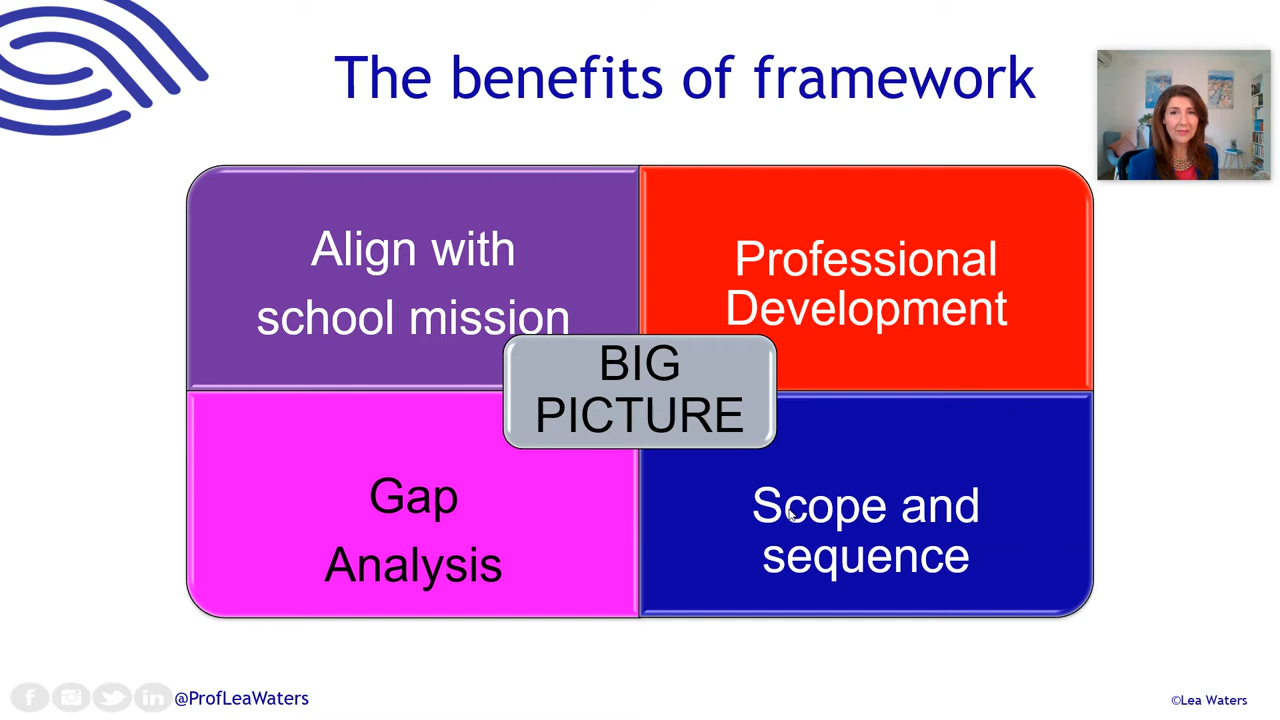 The benefits of framework
Align with
school mission
Professional
Development
BIG
PICTURE
Gap
Analysis
Scope and
sequence
@ProfLeaWaters
©Lea Waters